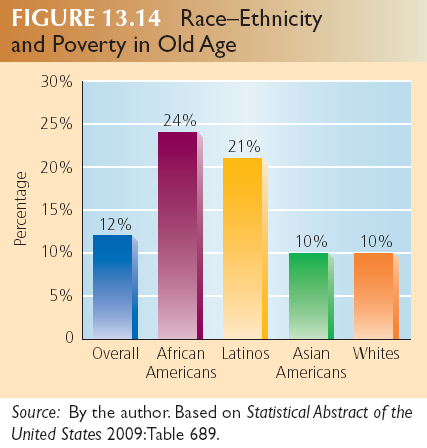 FIGURE 13.14 Race–Ethnicity
and Poverty in Old Age
30%
25%
20%
15%
10%
5%
0
Percentage
12%
24%
21%
10%
10%
Overall
African
Americans
Latinos
Asian
Americans
Whites
Source: By the author. Based on Statistical Abstract of the
United States 2009:Table 689.